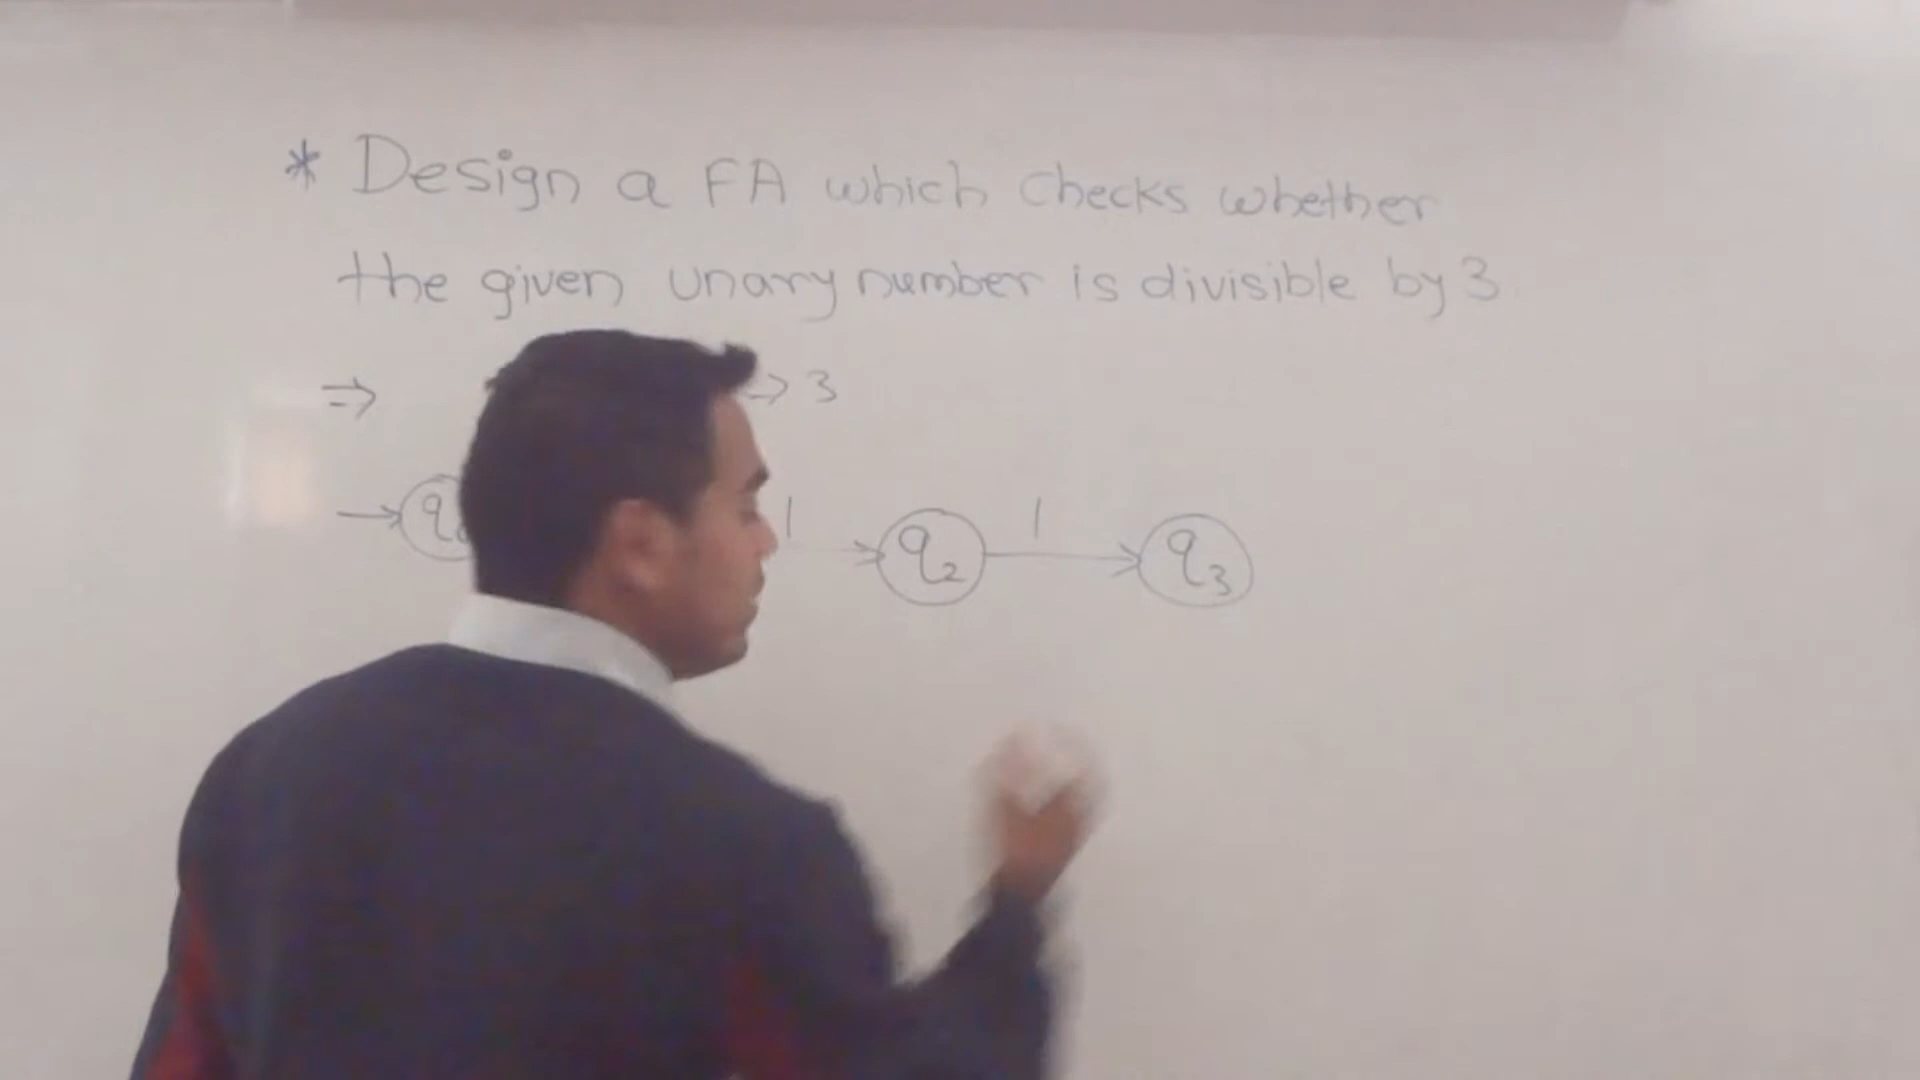 * Design a FA which checks whether
the given unary number is divisible by 3
⇒ → 3
→ q 1 → q₂ 1 → q₃